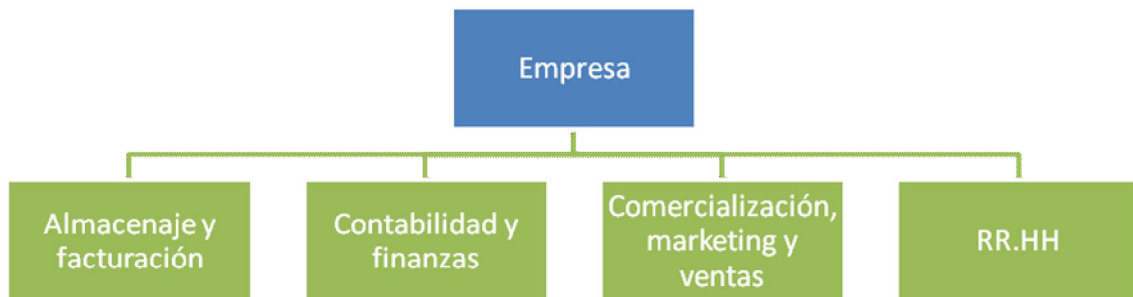 Empresa
Almacenaje y
facturación
Contabilidad y
finanzas
Comercialización,
marketing y
ventas
RR.HH